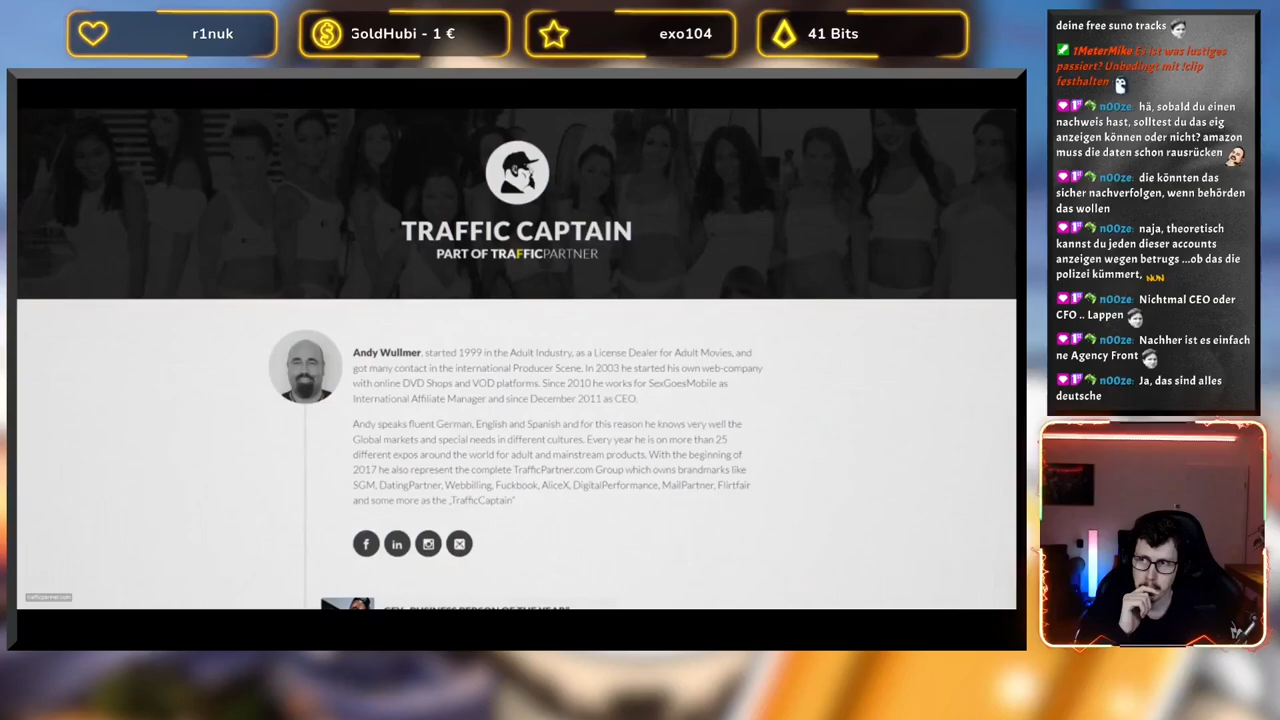 r1nuk
GoldHubi - 1 €
exo104
41 Bits
TRAFFIC CAPTAIN
PART OF TRAFFICPARTNER
Andy Wullmer, started 1999 in the Adult Industry, as a License Dealer for Adult Movies, and
got many contact in the international Producer Scene. In 2003 he started his own web-company
with online DVD Shops and VOD platforms. Since 2010 he works for SexGoesMobile as
International Affiliate Manager and since December 2011 as CEO.
Andy speaks fluent German, English and Spanish and for this reason he knows very well the
Global markets and special needs in different cultures. Every year he is on more than 25
different expos around the world for adult and mainstream products. With the beginning of
2017 he also represent the complete TrafficPartner.com Group which owns brandmarks like
SGM, DatingPartner, Webbilling, Fuckbook, AliceX, DigitalPerformance, MailPartner, Flirtfair
and some more as the „TrafficCaptain"
trafficpartner.com
deine free suno tracks
1MeterMike Es ist was lustiges
passiert? Unbedingt mit !clip
festhalten
n00ze: hä, sobald du einen
nachweis hast, solltest du das eig
anzeigen können oder nicht? amazon
muss die daten schon rausrücken
n00ze: die könnten das
sicher nachverfolgen, wenn behörden
das wollen
n00ze: naja, theoretisch
kannst du jeden dieser accounts
anzeigen wegen betrugs ...ob das die
polizei kümmert,
n00ze: Nichtmal CEO oder
CFO .. Lappen
n00ze: Nachher ist es einfach
ne Agency Front
n00ze: Ja, das sind alles
deutsche